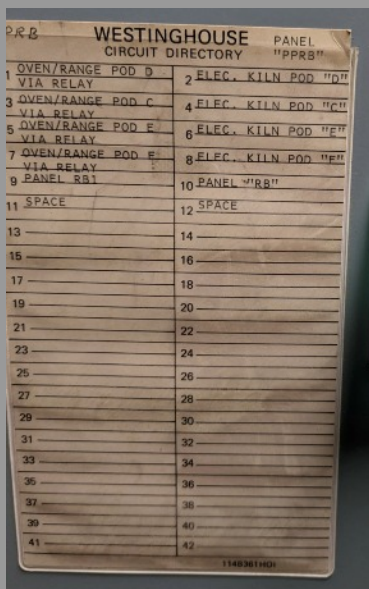 PRB WESTINGHOUSE PANEL
CIRCUIT DIRECTORY "PPRB"
1 OVEN/RANGE POD D
VIA RELAY
2 ELEC. KILN POD "D"
3 OVEN/RANGE POD C
VIA RELAY
4 ELEC. KILN POD "C"
5 OVEN/RANGE POD E
VIA RELAY
6 ELEC. KILN POD "E"
7 OVEN/RANGE POD F
VIA RELAY
8 ELEC. KILN POD "F"
9 PANEL RB1
10 PANEL "RB"
11 SPACE
12 SPACE
13
14
15
16
17
18
19
20
21
22
23
24
25
26
27
28
29
30
31
32
33
34
35
36
37
38
39
40
41
42